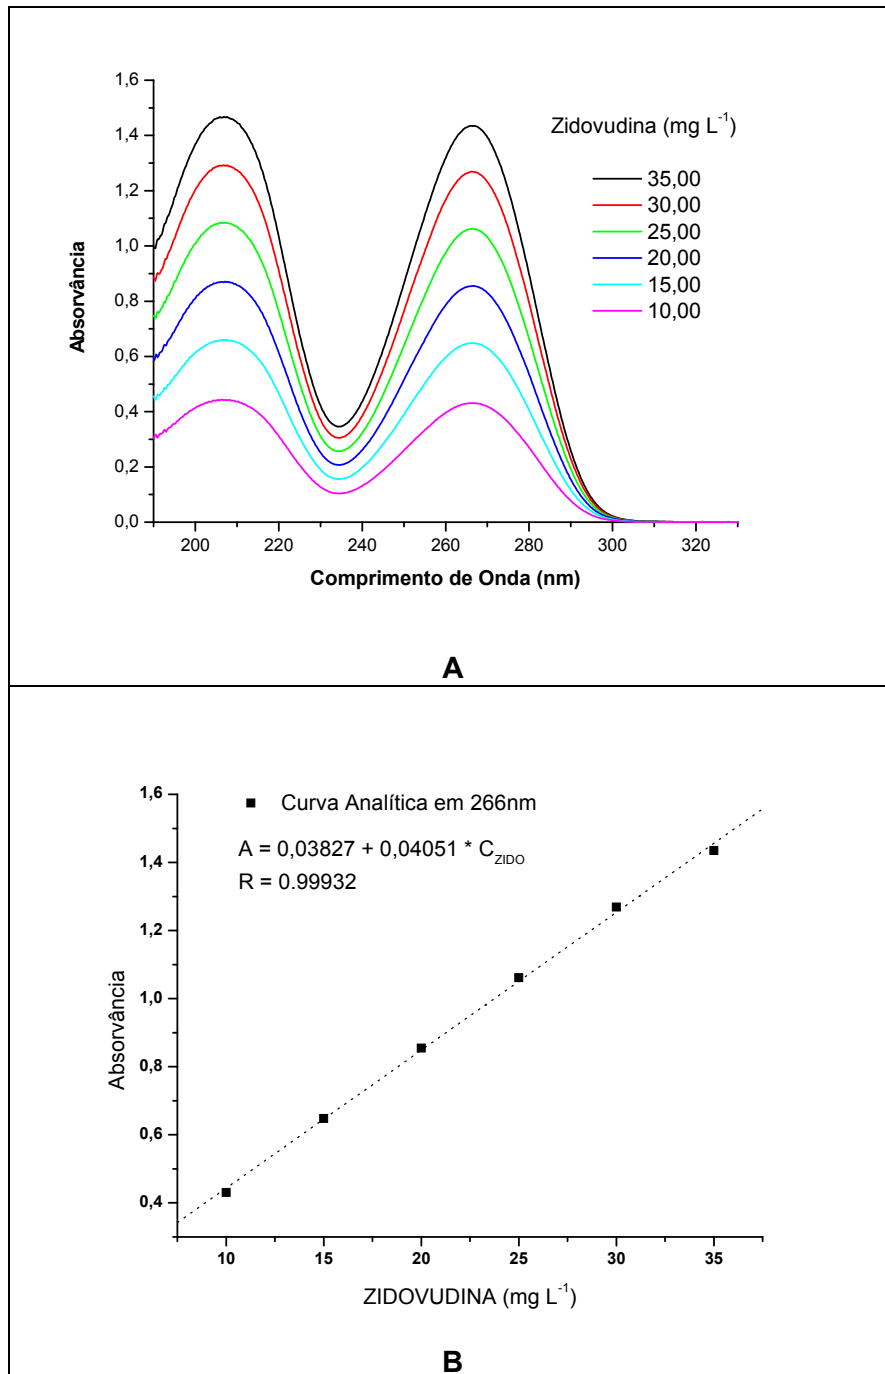 1,6
1,4
1,2
1,0
0,8
0,6
0,4
0,2
0,0
Absorvância
200 220 240 260 280 300 320
Comprimento de Onda (nm)
Zidovudina (mg L⁻¹)
35,00
30,00
25,00
20,00
15,00
10,00
A
1,6
1,4
1,2
1,0
0,8
0,6
0,4
Absorvância
Curva Analítica em 266nm
A = 0,03827 + 0,04051 * C_ZIDO
R = 0.99932
10 15 20 25 30 35
ZIDOVUDINA (mg L⁻¹)
B